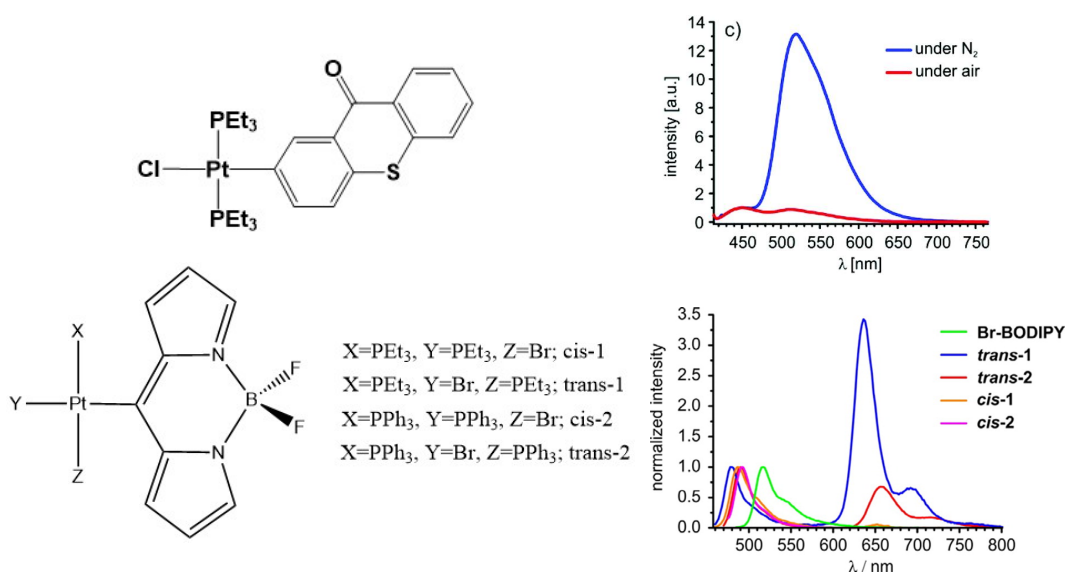 O
PEt3
Cl
Pt
S
PEt3
c)
under N2
under air
intensity [a.u.]
14
12
10
8
6
4
2
0
450 500 550 600 650 700 750
λ [nm]
X
Y
Pt
Z
N
N
B
F
F
X=PEt3, Y=PEt3, Z=Br; cis-1
X=PEt3, Y=Br, Z=PEt3; trans-1
X=PPh3, Y=PPh3, Z=Br; cis-2
X=PPh3, Y=Br, Z=PPh3; trans-2
normalized intensity
3.5
3.0
2.5
2.0
1.5
1.0
0.5
0.0
500 550 600 650 700 750 800
λ / nm
Br-BODIPY
trans-1
trans-2
cis-1
cis-2